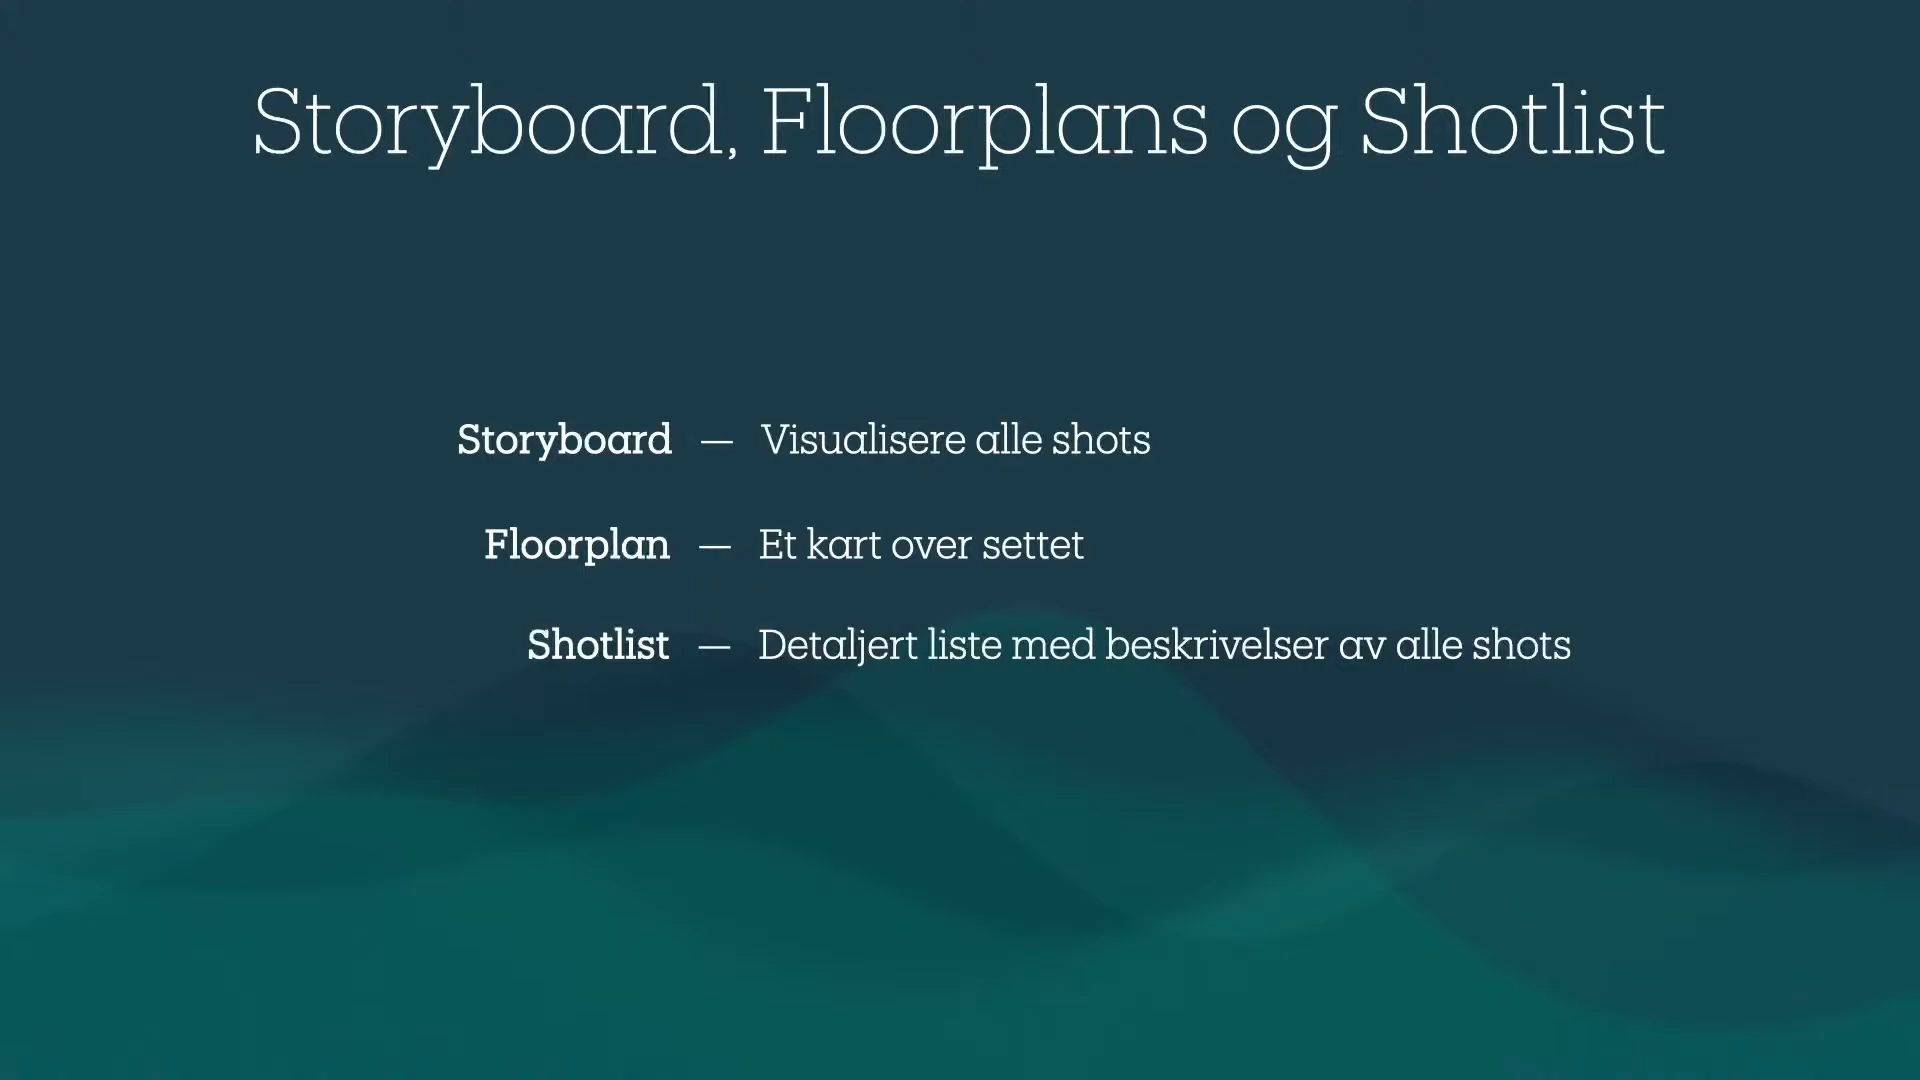 Storyboard, Floorplans og Shotlist
Storyboard — Visualisere alle shots
Floorplan — Et kart over settet
Shotlist — Detaljert liste med beskrivelser av alle shots